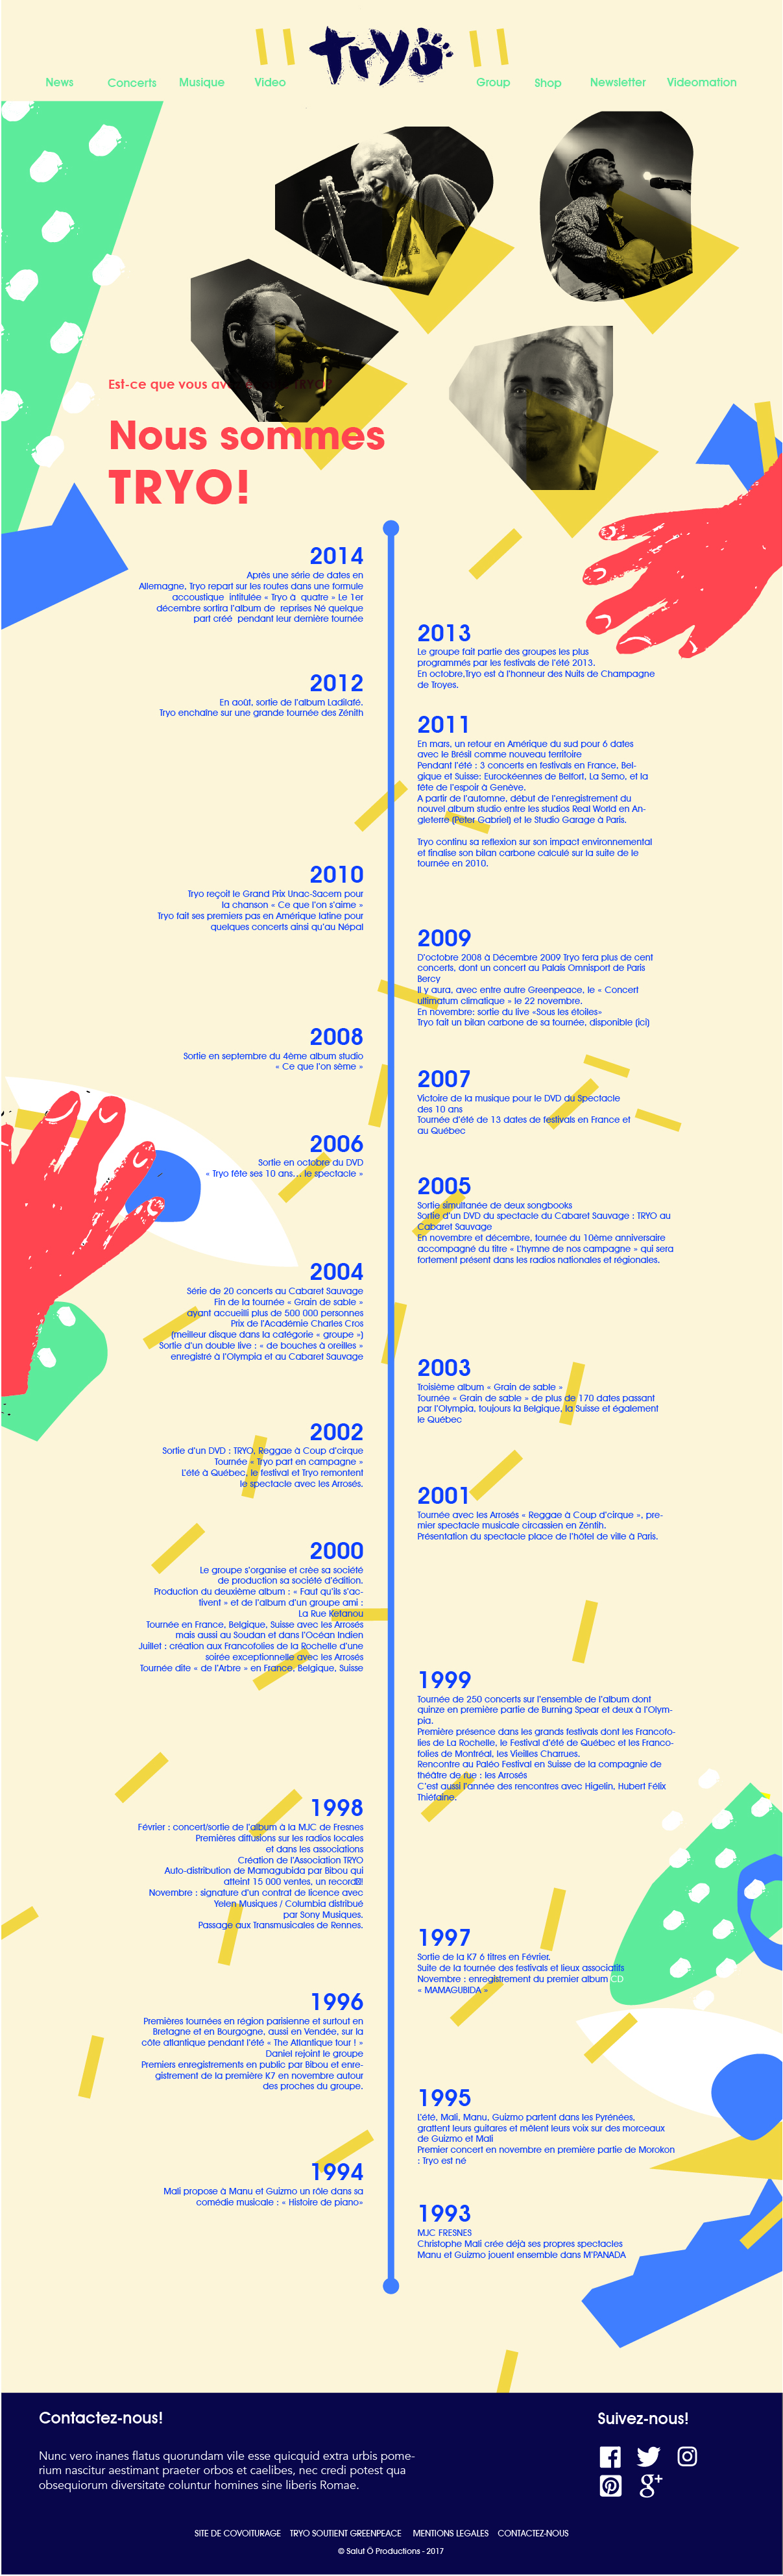 Tryo
News Concerts Musique Video Group Shop Newsletter Videomation
Est-ce que vous av TRYO?
Nous sommes
TRYO!
2014
Après une série de dates en
Allemagne, Tryo repart sur les routes dans une formule
accoustique intitulée « Tryo à quatre » Le 1er
décembre sortira l'album de reprises Né quelque
part créé pendant leur dernière tournée
2013
Le groupe fait partie des groupes les plus
programmés par les festivals de l'été 2013.
En octobre,Tryo est à l'honneur des Nuits de Champagne
de Troyes.
2012
En août, sortie de l'album Ladilafé.
Tryo enchaîne sur une grande tournée des Zénith
2011
En mars, un retour en Amérique du sud pour 6 dates
avec le Brésil comme nouveau territoire
Pendant l'été : 3 concerts en festivals en France, Bel-
gique et Suisse: Eurockéennes de Belfort, La Semo, et la
fête de l'espoir à Genève.
A partir de l'automne, début de l'enregistrement du
nouvel album studio entre les studios Real World en An-
gleterre (Peter Gabriel) et le Studio Garage à Paris.
Tryo continu sa reflexion sur son impact environnemental
et finalise son bilan carbone calculé sur la suite de le
tournée en 2010.
2010
Tryo reçoit le Grand Prix Unac-Sacem pour
la chanson « Ce que l'on s'aime »
Tryo fait ses premiers pas en Amérique latine pour
quelques concerts ainsi qu'au Népal
2009
D'octobre 2008 à Décembre 2009 Tryo fera plus de cent
concerts, dont un concert au Palais Omnisport de Paris
Bercy
Il y aura, avec entre autre Greenpeace, le « Concert
ultimatum climatique » le 22 novembre.
En novembre: sortie du live «Sous les étoiles»
Tryo fait un bilan carbone de sa tournée, disponible (ici)
2008
Sortie en septembre du 4ème album studio
« Ce que l'on sème »
2007
Victoire de la musique pour le DVD du Spectacle
des 10 ans
Tournée d'été de 13 dates de festivals en France et
au Québec
2006
Sortie en octobre du DVD
« Tryo fête ses 10 ans... le spectacle »
2005
Sortie simultanée de deux songbooks
Sortie d'un DVD du spectacle du Cabaret Sauvage : TRYO au
Cabaret Sauvage
En novembre et décembre, tournée du 10ème anniversaire
accompagné du titre « L'hymne de nos campagne » qui sera
fortement présent dans les radios nationales et régionales.
2004
Série de 20 concerts au Cabaret Sauvage
Fin de la tournée « Grain de sable »
ayant accueilli plus de 500 000 personnes
Prix de l'Académie Charles Cros
(meilleur disque dans la catégorie « groupe »)
Sortie d'un double live : « de bouches à oreilles »
enregistré à l'Olympia et au Cabaret Sauvage
2003
Troisième album « Grain de sable »
Tournée « Grain de sable » de plus de 170 dates passant
par l'Olympia, toujours la Belgique, la Suisse et également
le Québec
2002
Sortie d'un DVD : TRYO, Reggae à Coup d'cirque
Tournée « Tryo part en campagne »
L'été à Québec, le festival et Tryo remontent
le spectacle avec les Arrosés.
2001
Tournée avec les Arrosés « Reggae à Coup d'cirque », pre-
mier spectacle musicale circassien en Zéntih.
Présentation du spectacle place de l'hôtel de ville à Paris.
2000
Le groupe s'organise et crée sa société
de production sa société d'édition.
Production du deuxième album : « Faut qu'ils s'ac-
tivent » et de l'album d'un groupe ami :
La Rue Ketanou
Tournée en France, Belgique, Suisse avec les Arrosés
mais aussi au Soudan et dans l'Océan Indien
Juillet : création aux Francofolies de la Rochelle d'une
soirée exceptionnelle avec les Arrosés
Tournée dite « de l'Arbre » en France, Belgique, Suisse
1999
Tournée de 250 concerts sur l'ensemble de l'album dont
quinze en première partie de Burning Spear et deux à l'Olym-
pia.
Première présence dans les grands festivals dont les Francofo-
lies de La Rochelle, le Festival d'été de Québec et les Franco-
folies de Montréal, les Vieilles Charrues.
Rencontre au Paléo Festival en Suisse de la compagnie de
théâtre de rue : les Arrosés
C'est aussi l'année des rencontres avec Higelin, Hubert Félix
Thiéfaine.
1998
Février : concert/sortie de l'album à la MJC de Fresnes
Premières diffusions sur les radios locales
et dans les associations
Création de l'Association TRYO
Auto-distribution de Mamagubida par Bibou qui
atteint 15 000 ventes, un record!
Novembre : signature d'un contrat de licence avec
Yelen Musiques / Columbia distribué
par Sony Musiques.
Passage aux Transmusicales de Rennes.
1997
Sortie de la K7 6 titres en Février.
Suite de la tournée des festivals et lieux associatifs
Novembre : enregistrement du premier album CD
« MAMAGUBIDA »
1996
Premières tournées en région parisienne et surtout en
Bretagne et en Bourgogne, aussi en Vendée, sur la
côte atlantique pendant l'été « The Atlantique tour ! »
Daniel rejoint le groupe
Premiers enregistrements en public par Bibou et enre-
gistrement de la première K7 en novembre autour
des proches du groupe.
1995
L'été, Mali, Manu, Guizmo partent dans les Pyrénées,
grattent leurs guitares et mêlent leurs voix sur des morceaux
de Guizmo et Mali
Premier concert en novembre en première partie de Morokon
: Tryo est né
1994
Mali propose à Manu et Guizmo un rôle dans sa
comédie musicale : « Histoire de piano»
1993
MJC FRESNES
Christophe Mali crée déjà ses propres spectacles
Manu et Guizmo jouent ensemble dans M'PANADA
Contactez-nous!
Suivez-nous!
Nunc vero inanes flatus quorundam vile esse quicquid extra urbis pome-
rium nascitur aestimant praeter orbos et caelibes, nec credi potest qua
obsequiorum diversitate coluntur homines sine liberis Romae.
SITE DE COVOITURAGE TRYO SOUTIENT GREENPEACE MENTIONS LEGALES CONTACTEZ-NOUS
© Salut Ô Productions - 2017